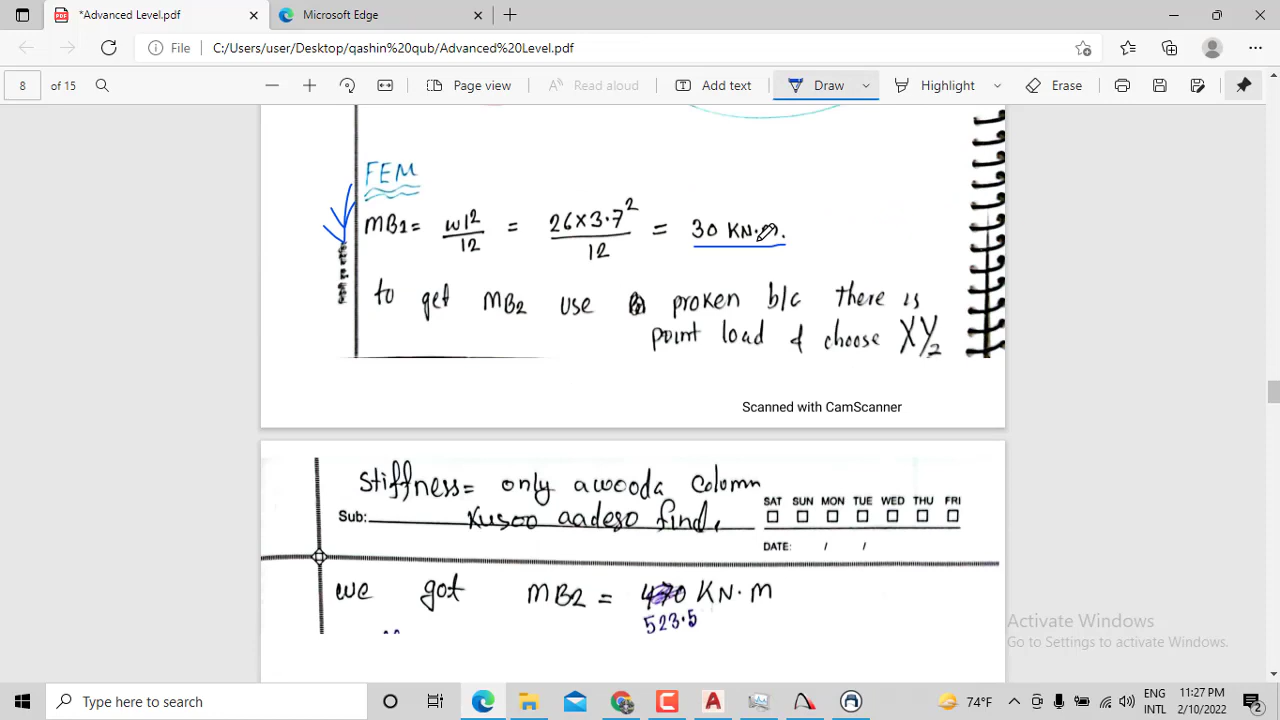 *Advanced Level.pdf
Microsoft Edge
File C:/Users/user/Desktop/qashin%20qub/Advanced%20Level.pdf
8 of 15 Page view Read aloud Add text Draw Highlight Erase
FEM
MB1 = wl²/12 = 26×3.7²/12 = 30 KN.
to get MB2 use proken b/c there is
point load & choose XY2
Scanned with CamScanner
Stiffness= only awooda column
SAT SUN MON TUE WED THU FRI
Sub: Kusoo aadeso find,
DATE: / /
we got MB2 = 470 KN·M
523.5
Activate Windows
Go to Settings to activate Windows.
Type here to search
74°F
ENG
INTL
11:27 PM
2/10/2022
2